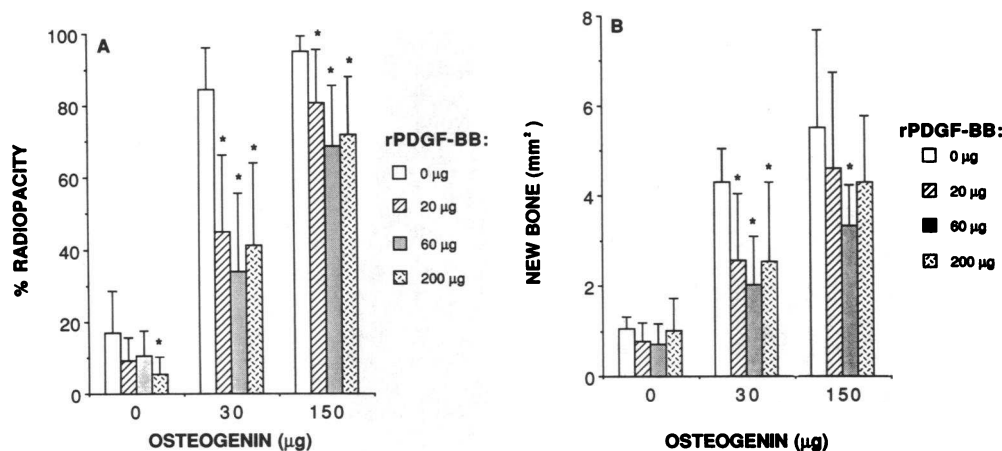 A
100
80
60
40
20
0
% RADIOPACITY
* * * * * * *
0 30 150
OSTEOGENIN (µg)
rPDGF-BB:
0 µg
20 µg
60 µg
200 µg
B
8
6
4
2
0
NEW BONE (mm²)
* * * *
0 30 150
OSTEOGENIN (µg)
rPDGF-BB:
0 µg
20 µg
60 µg
200 µg